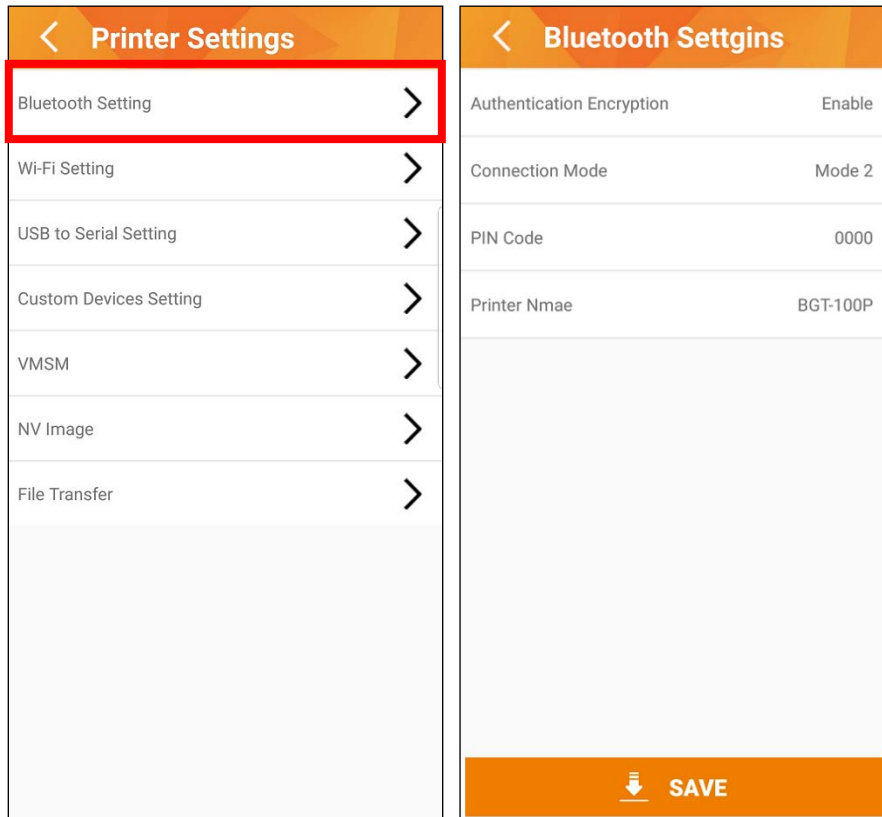 Printer Settings
Bluetooth Setting
Wi-Fi Setting
USB to Serial Setting
Custom Devices Setting
VMSM
NV Image
File Transfer
Bluetooth Settgins
Authentication Encryption Enable
Connection Mode Mode 2
PIN Code 0000
Printer Nmae BGT-100P
SAVE